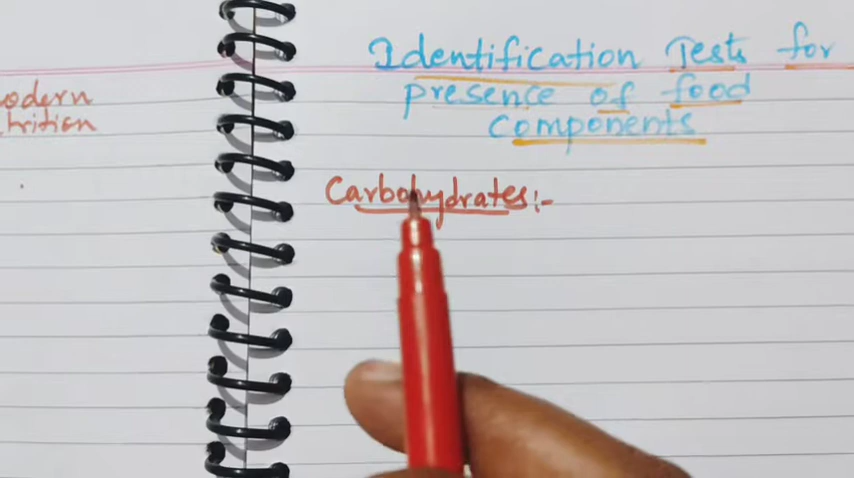 Identification Tests for
presence of food
components
Carbohydrates:-
odern
trition